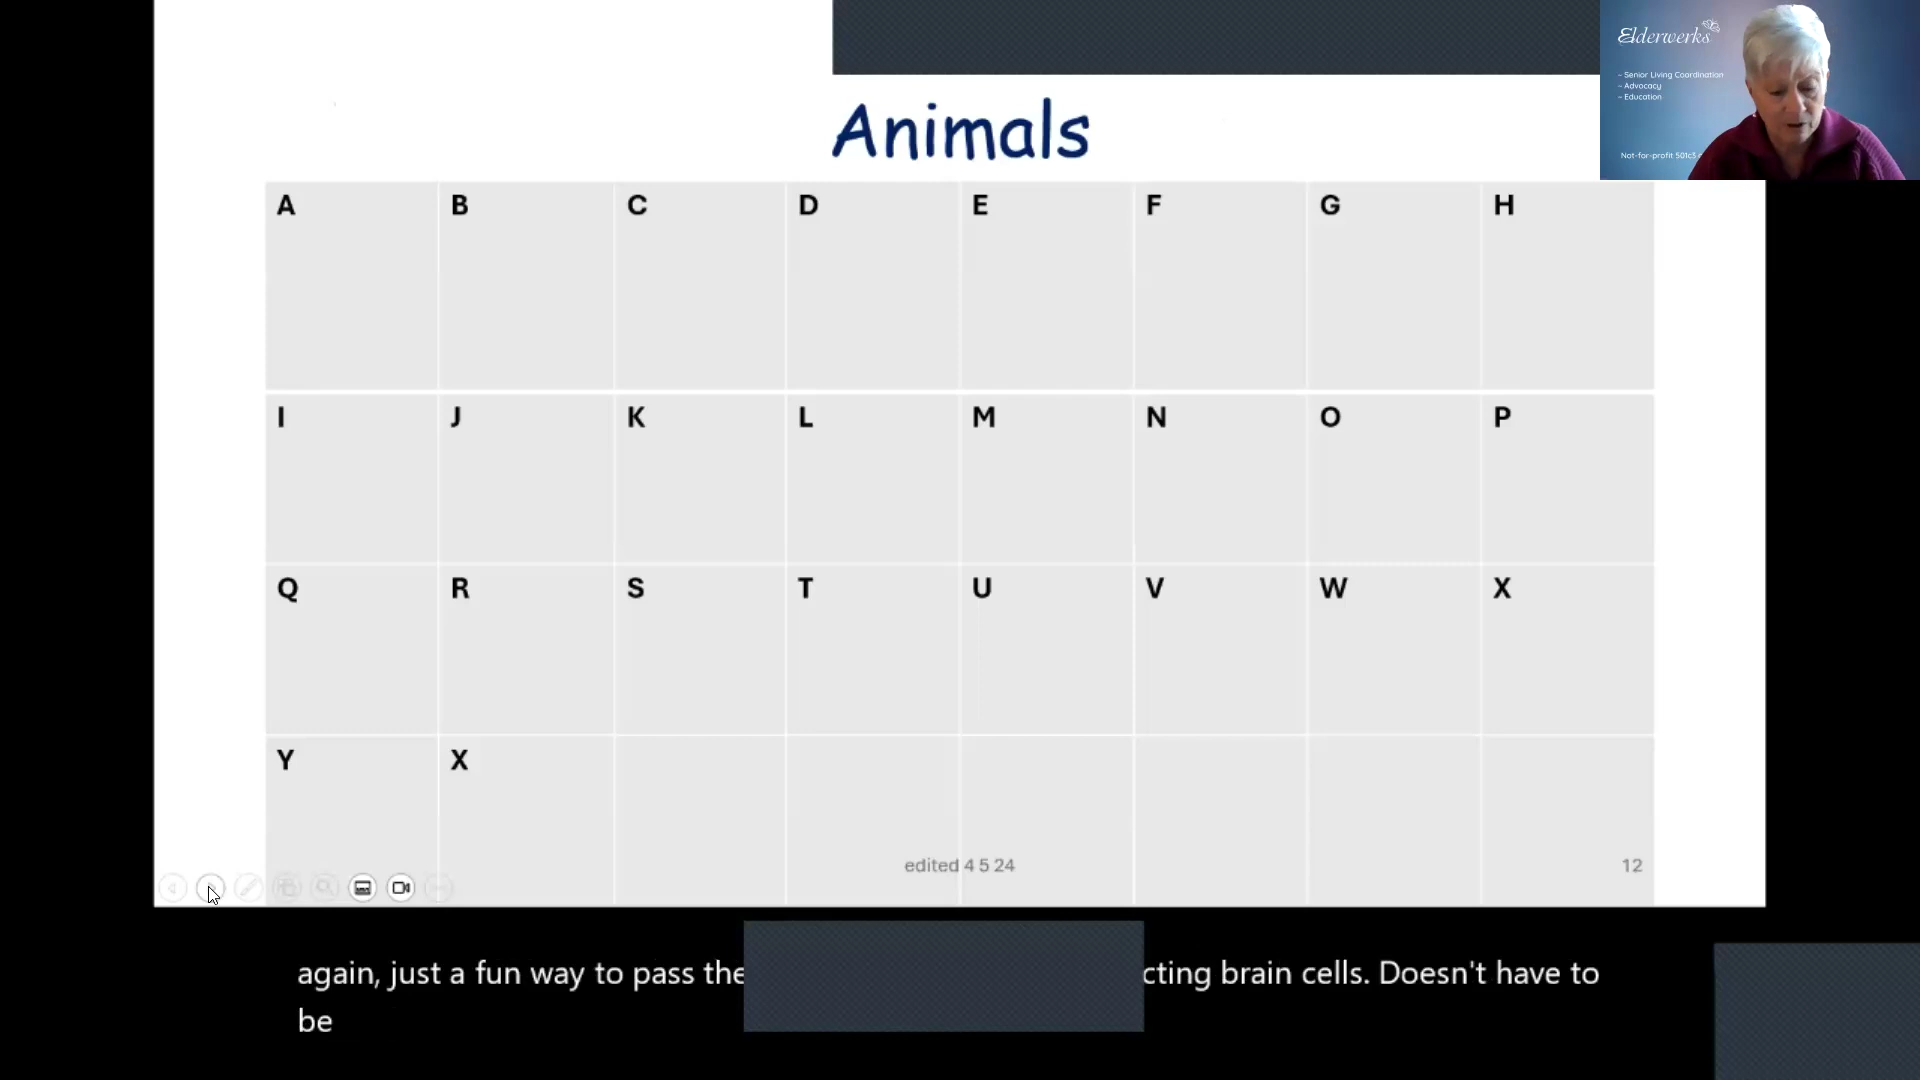 Elderwerks
- Senior Living Coordination
- Advocacy
- Education
Not-for-profit 501c3
Animals
A B C D E F G H
I J K L M N O P
Q R S T U V W X
Y X
edited 4 5 24
12
again, just a fun way to pass the cting brain cells. Doesn't have to
be